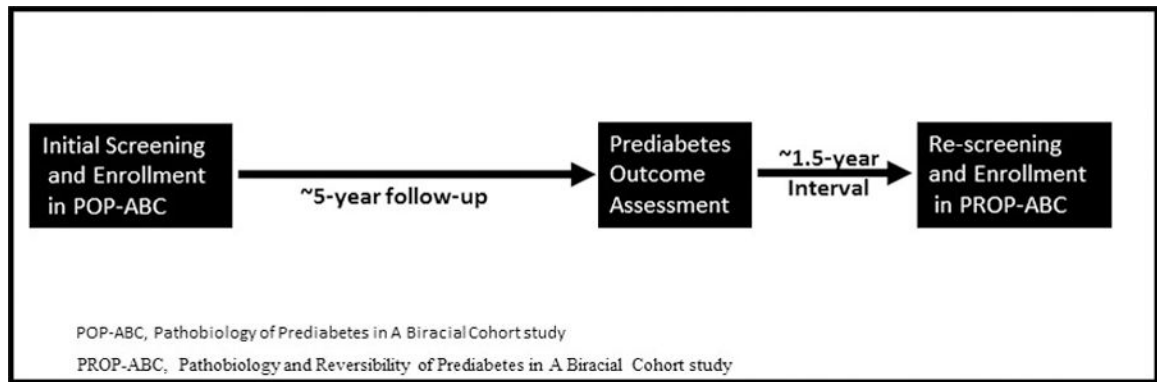 Initial Screening
and Enrollment
in POP-ABC
~5-year follow-up
Prediabetes
Outcome
Assessment
~1.5-year
Interval
Re-screening
and Enrollment
in PROP-ABC
POP-ABC, Pathobiology of Prediabetes in A Biracial Cohort study
PROP-ABC, Pathobiology and Reversibility of Prediabetes in A Biracial Cohort study